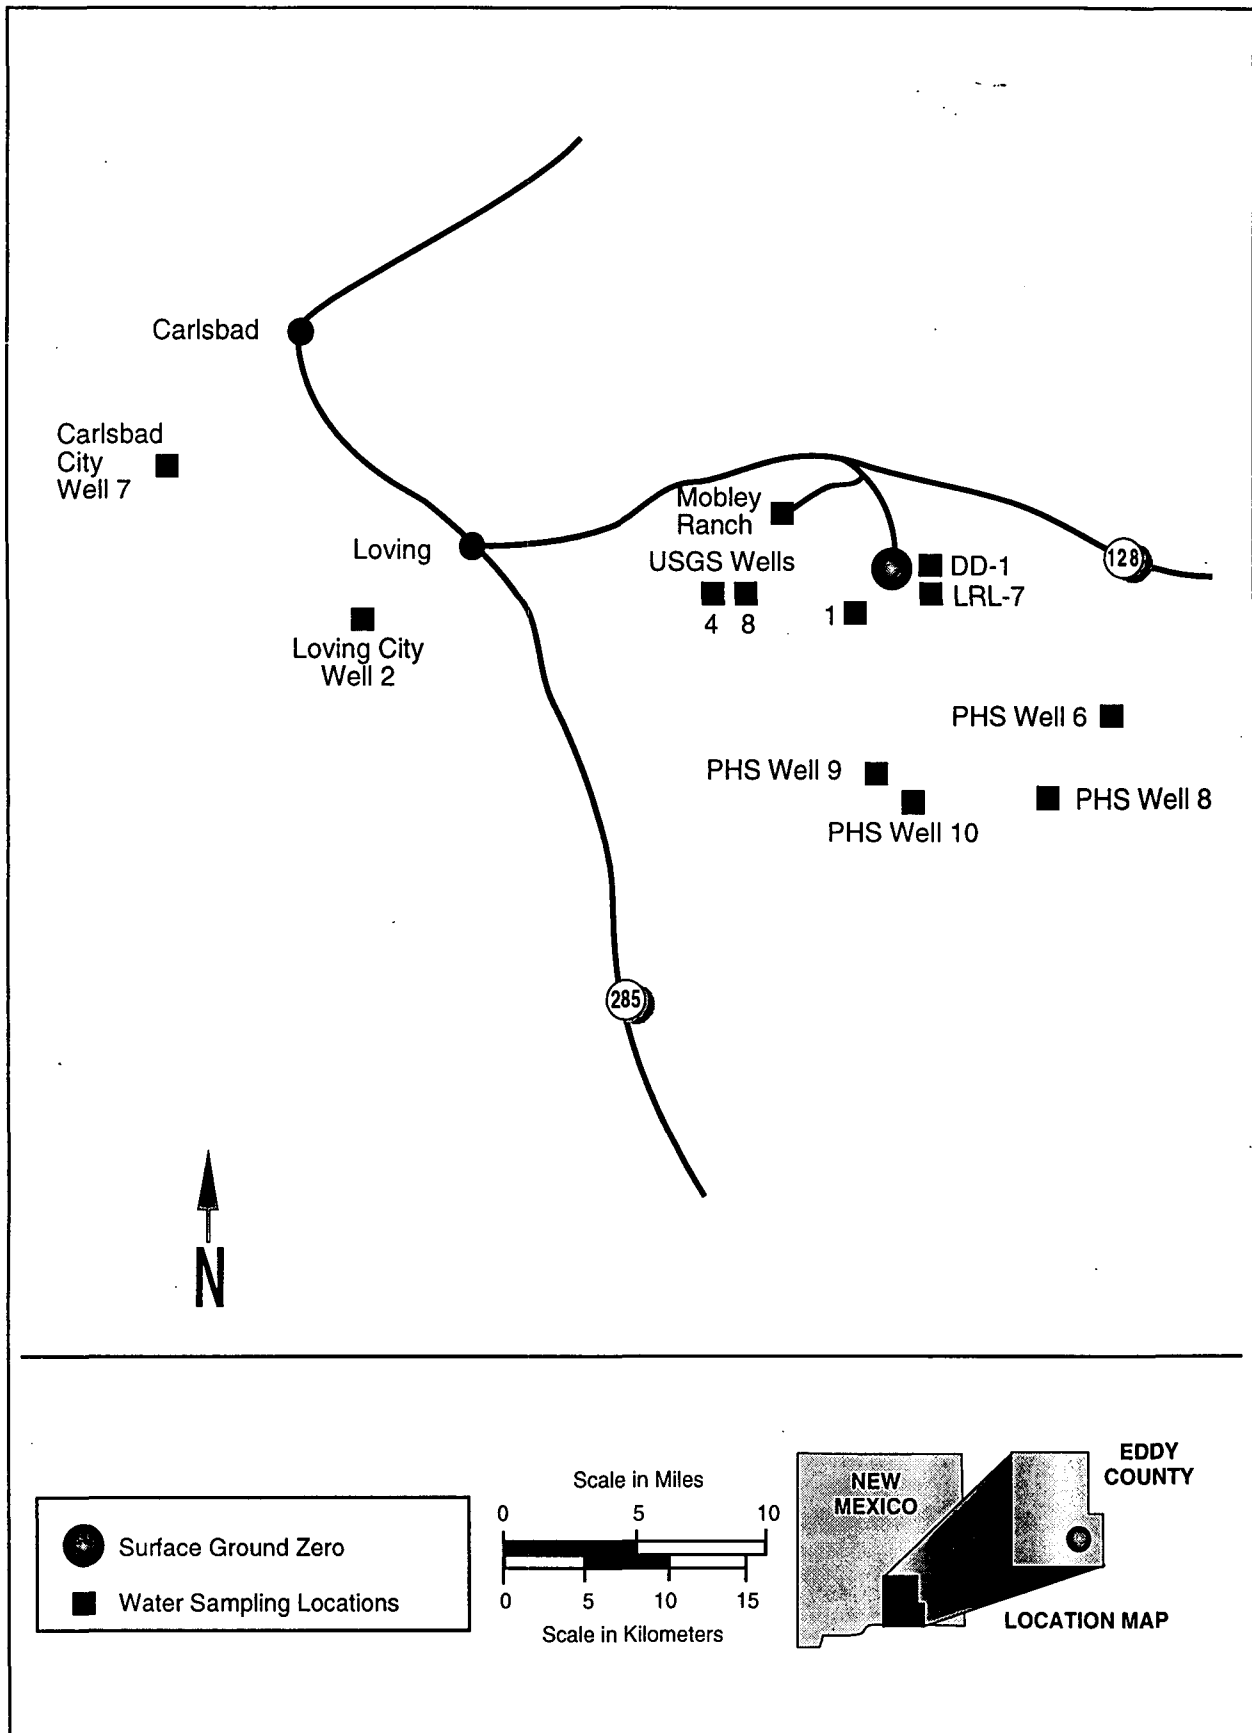 Carlsbad
Carlsbad
City
Well 7
Mobley
Ranch
Loving
128
USGS Wells
DD-1
LRL-7
4
8
1
Loving City
Well 2
PHS Well 6
PHS Well 9
PHS Well 8
PHS Well 10
285
N
Surface Ground Zero
Water Sampling Locations
Scale in Miles
0 5 10
0 5 10 15
Scale in Kilometers
NEW
MEXICO
EDDY
COUNTY
LOCATION MAP